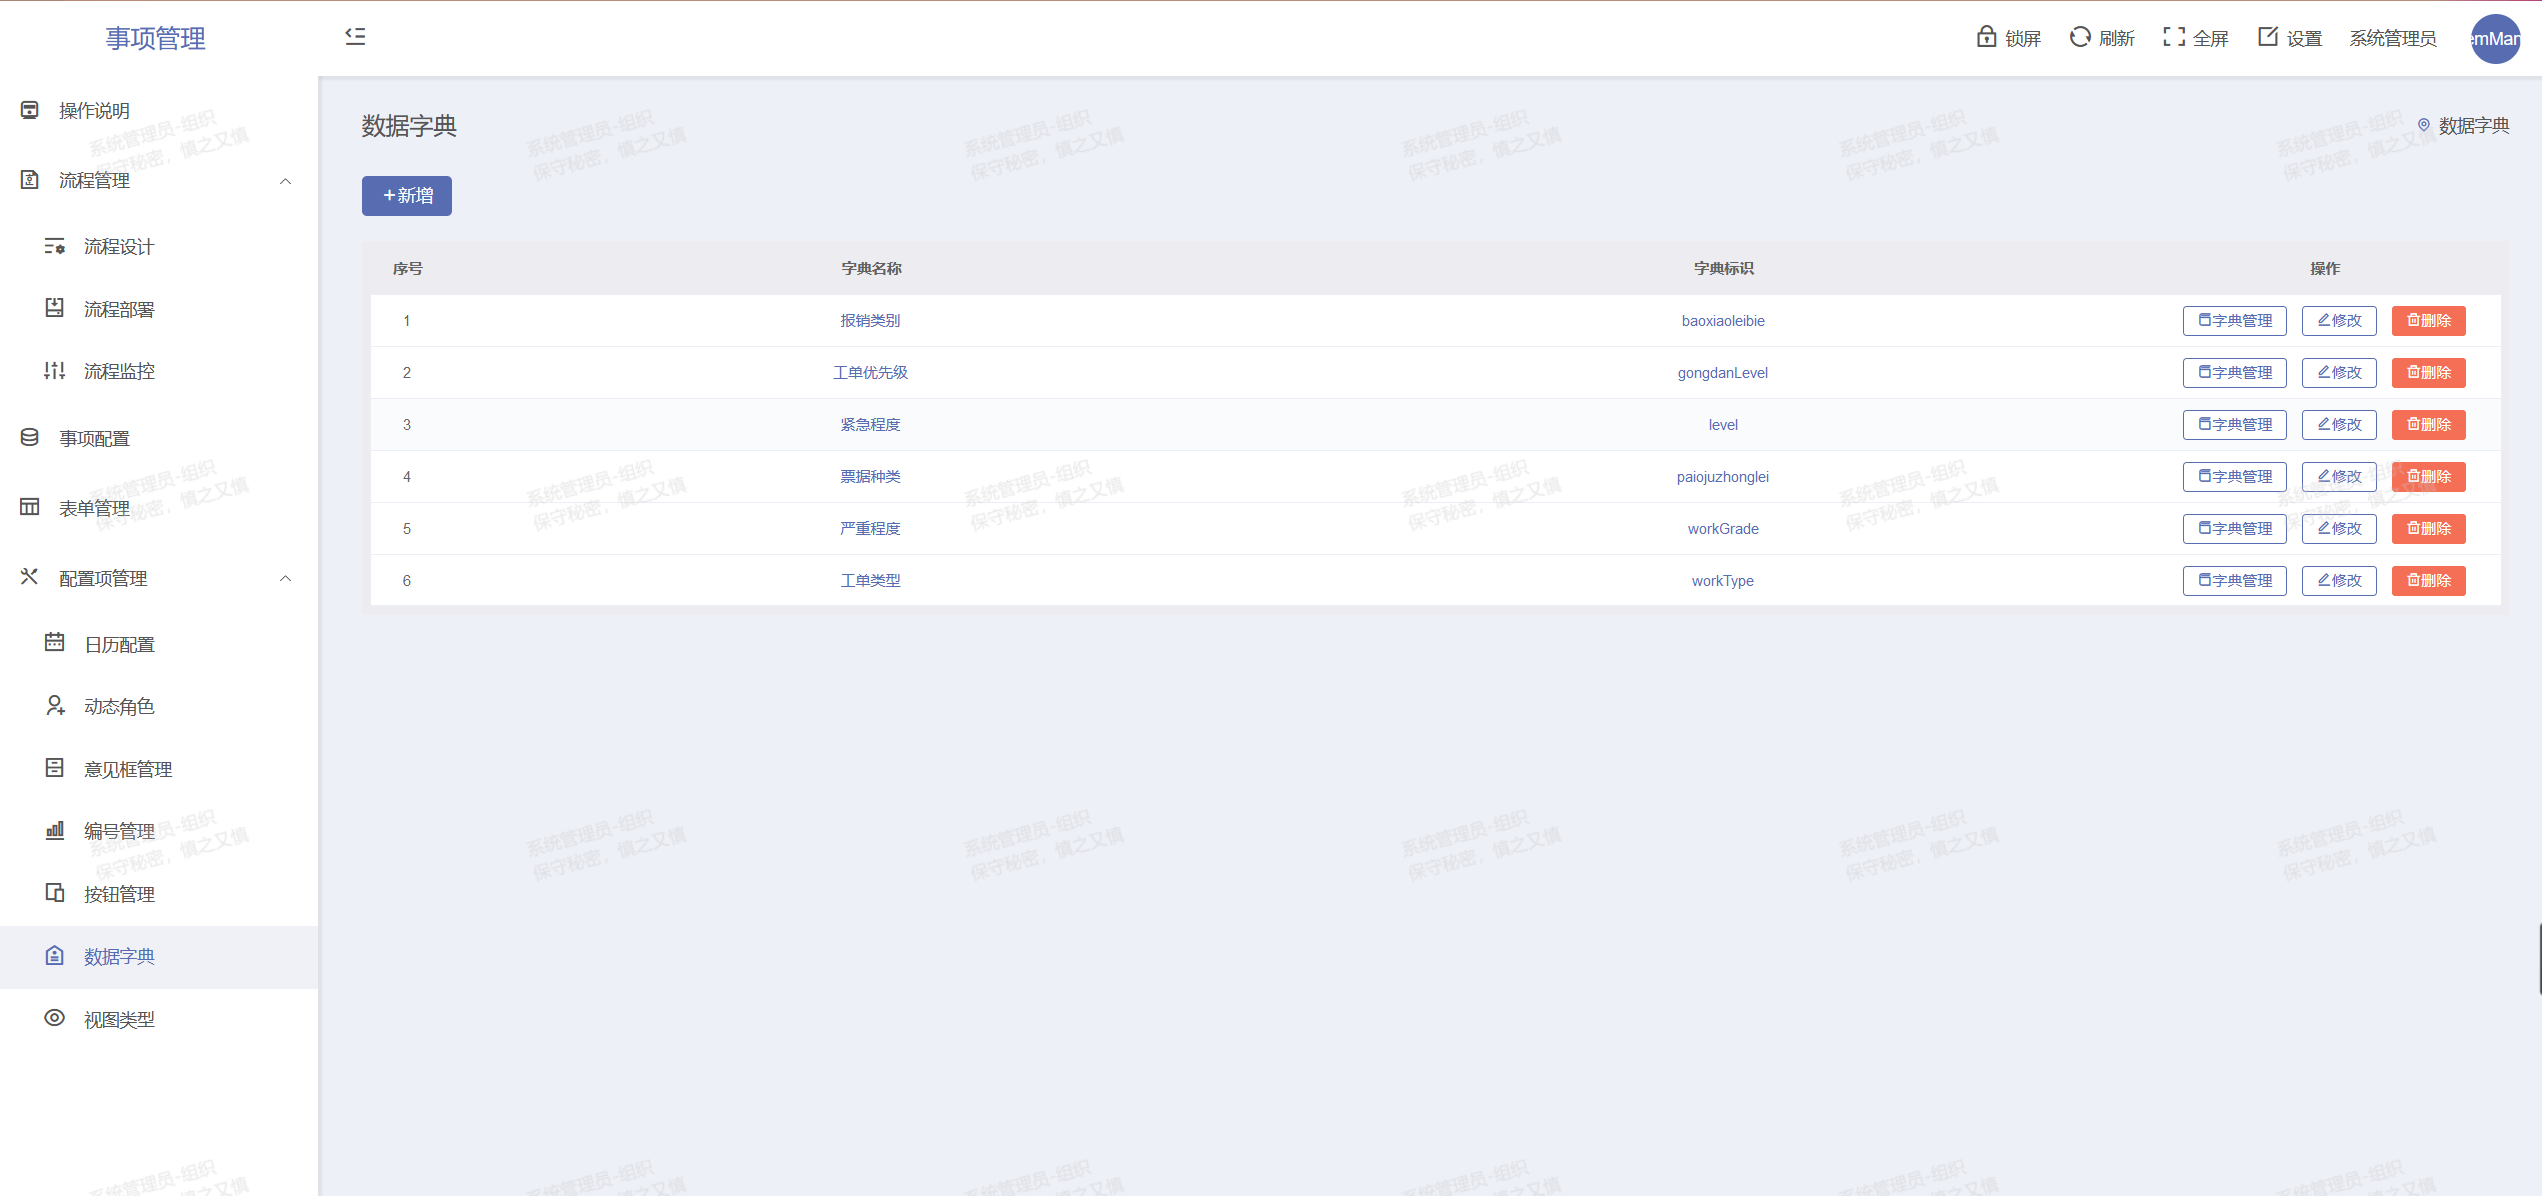 事项管理
锁屏 刷新 全屏 设置 系统管理员 emMan
操作说明
流程管理
流程设计
流程部署
流程监控
事项配置
表单管理
配置项管理
日历配置
动态角色
意见框管理
编号管理
按钮管理
数据字典
视图类型
数据字典
数据字典
+新增
序号 字典名称 字典标识 操作
1 报销类别 baoxiaoleibie 字典管理 修改 删除
2 工单优先级 gongdanLevel 字典管理 修改 删除
3 紧急程度 level 字典管理 修改 删除
4 票据种类 paiojuzhonglei 字典管理 修改 删除
5 严重程度 workGrade 字典管理 修改 删除
6 工单类型 workType 字典管理 修改 删除
系统管理员-组织
保守秘密，慎之又慎